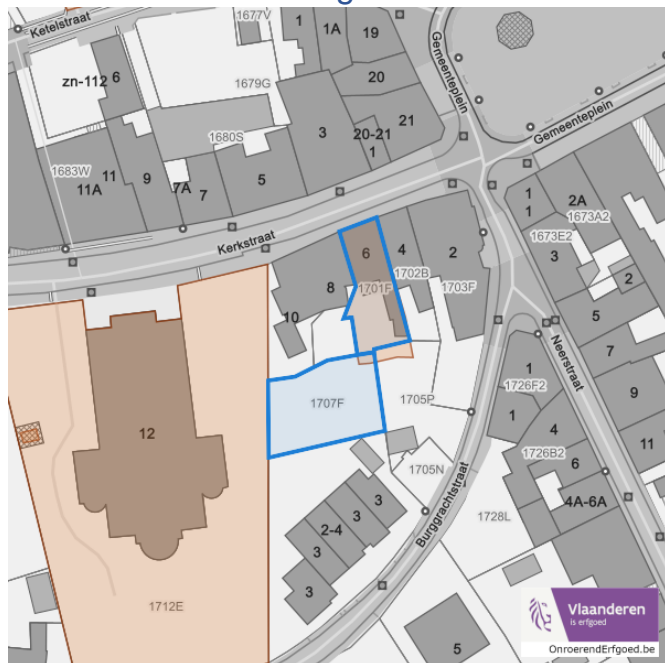 Ketelstraat
1677V
1
1A
19
Gemeenteplein
zn-112
6
1679G
20
3
21
20-21
1
Gemeenteplein
1680S
1683W
11A
11
9
7A
7
5
Kerkstraat
1
1
2A
1673A2
1673E2
3
2
6
4
2
1702B
1701F
1703F
8
10
5
Neerstraat
7
1
1726F2
9
1707F
1705P
1
4
11
12
1726B2
6
1705N
4A-6A
Burggrachtstraat
3
3
2-4
3
3
1728L
1712E
5
Vlaanderen
is erfgoed
OnroerendErfgoed.be